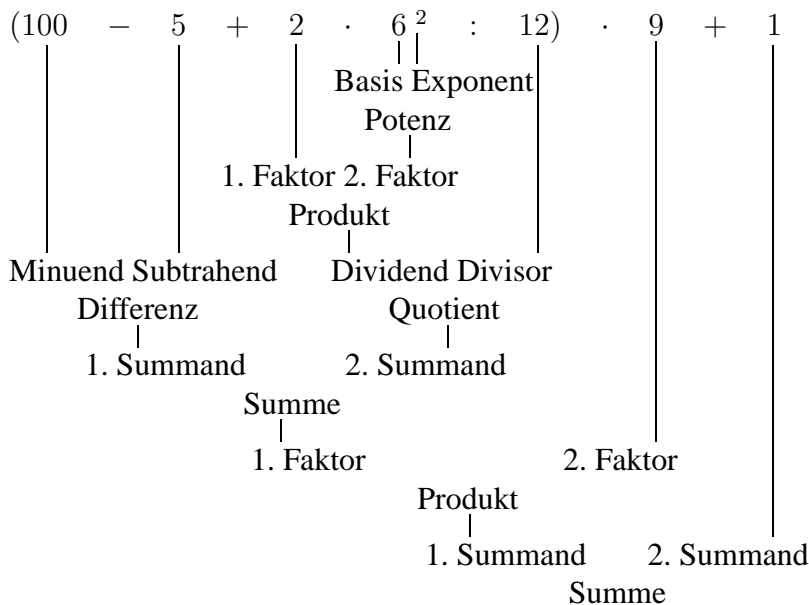 (100 − 5 + 2 · 6² : 12) · 9 + 1
Basis Exponent
Potenz
1. Faktor 2. Faktor
Produkt
Minuend Subtrahend Dividend Divisor
Differenz Quotient
1. Summand 2. Summand
Summe
1. Faktor 2. Faktor
Produkt
1. Summand 2. Summand
Summe